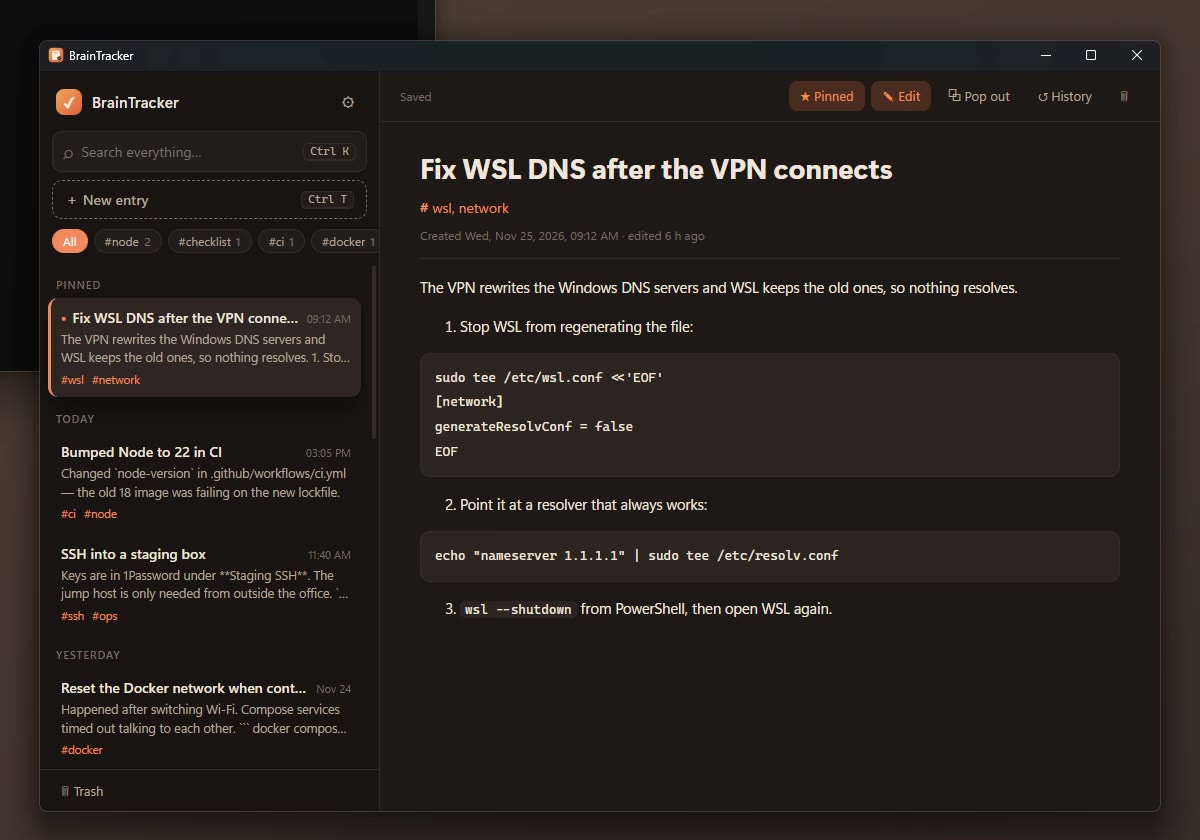 BrainTracker
BrainTracker
Search everything... Ctrl K
+ New entry Ctrl T
All #node 2 #checklist 1 #ci 1 #docker 1
PINNED
• Fix WSL DNS after the VPN conne... 09:12 AM
The VPN rewrites the Windows DNS servers and
WSL keeps the old ones, so nothing resolves. 1. Sto...
#wsl #network
TODAY
Bumped Node to 22 in CI 03:05 PM
Changed `node-version` in .github/workflows/ci.yml
— the old 18 image was failing on the new lockfile.
#ci #node
SSH into a staging box 11:40 AM
Keys are in 1Password under **Staging SSH**. The
jump host is only needed from outside the office. `...
#ssh #ops
YESTERDAY
Reset the Docker network when cont... Nov 24
Happened after switching Wi-Fi. Compose services
timed out talking to each other. ``` docker compos...
#docker
Trash
Saved
★ Pinned ✎ Edit Pop out ↺ History
Fix WSL DNS after the VPN connects
# wsl, network
Created Wed, Nov 25, 2026, 09:12 AM · edited 6 h ago
The VPN rewrites the Windows DNS servers and WSL keeps the old ones, so nothing resolves.
1. Stop WSL from regenerating the file:
sudo tee /etc/wsl.conf <<'EOF'
[network]
generateResolvConf = false
EOF
2. Point it at a resolver that always works:
echo "nameserver 1.1.1.1" | sudo tee /etc/resolv.conf
3. wsl --shutdown from PowerShell, then open WSL again.